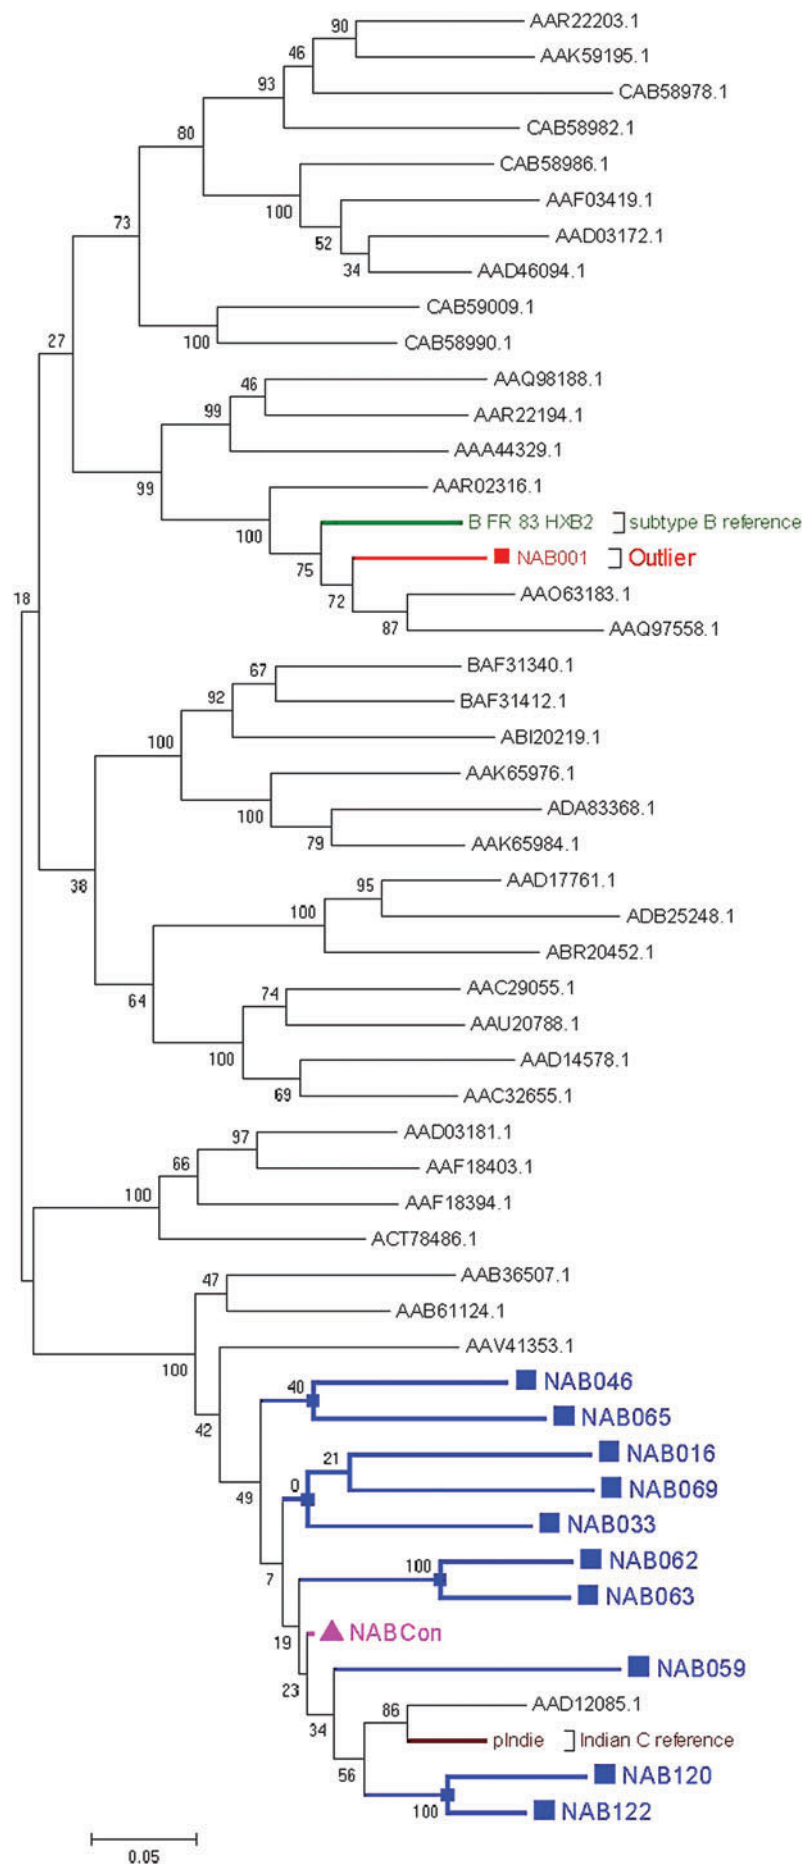 90
AAR22203.1
46
AAK59195.1
93
CAB58978.1
80
CAB58982.1
CAB58986.1
100
AAF03419.1
73
52
AAD03172.1
34
AAD46094.1
CAB59009.1
27
100
CAB58990.1
46
AAQ98188.1
99
AAR22194.1
AAA44329.1
99
AAR02316.1
100
B FR 83 HXB2 subtype B reference
75
NAB001 Outlier
18
72
AAO63183.1
87
AAQ97558.1
67
BAF31340.1
92
BAF31412.1
100
ABI20219.1
AAK65976.1
100
ADA83368.1
79
AAK65984.1
38
95
AAD17761.1
100
ADB25248.1
ABR20452.1
64
74
AAC29055.1
AAU20788.1
100
AAD14578.1
69
AAC32655.1
97
AAD03181.1
66
AAF18403.1
100
AAF18394.1
ACT78486.1
47
AAB36507.1
AAB61124.1
100
AAV41353.1
40
NAB046
42
NAB065
21
NAB016
0
49
NAB069
NAB033
100
NAB062
7
NAB063
19
NABCon
23
NAB059
34
86
AAD12085.1
pIndie Indian C reference
56
NAB120
100
NAB122
0.05